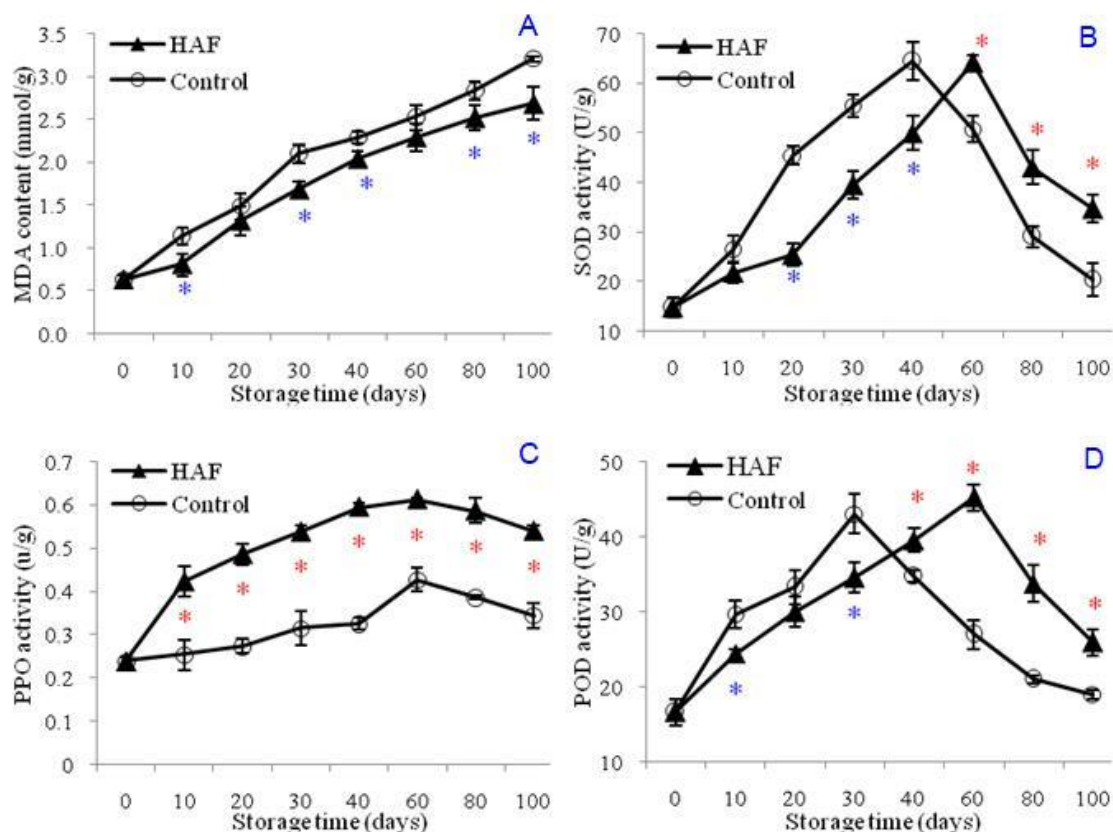 A
HAF
Control
MDA content (mmol/g)
3.5
3.0
2.5
2.0
1.5
1.0
0.5
0.0
* * * * *
0 10 20 30 40 60 80 100
Storage time (days)
B
HAF
Control
SOD activity (U/g)
70
60
50
40
30
20
10
* * * * * *
0 10 20 30 40 60 80 100
Storage time (days)
C
HAF
Control
PPO activity (u/g)
0.7
0.6
0.5
0.4
0.3
0.2
0.1
0
* * * * * * *
0 10 20 30 40 60 80 100
Storage time (days)
D
HAF
Control
POD activity (U/g)
50
40
30
20
10
* * * * * *
0 10 20 30 40 60 80 100
Storage time (days)